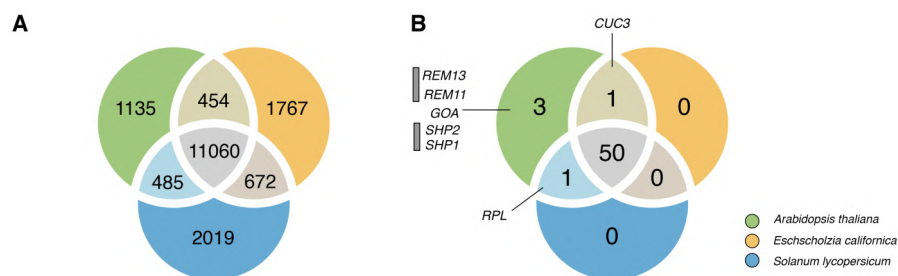 A
1135
454
1767
11060
485
672
2019
B
CUC3
REM13
REM11
GOA
SHP2
SHP1
3
1
0
50
1
0
RPL
0
Arabidopsis thaliana
Eschscholzia californica
Solanum lycopersicum